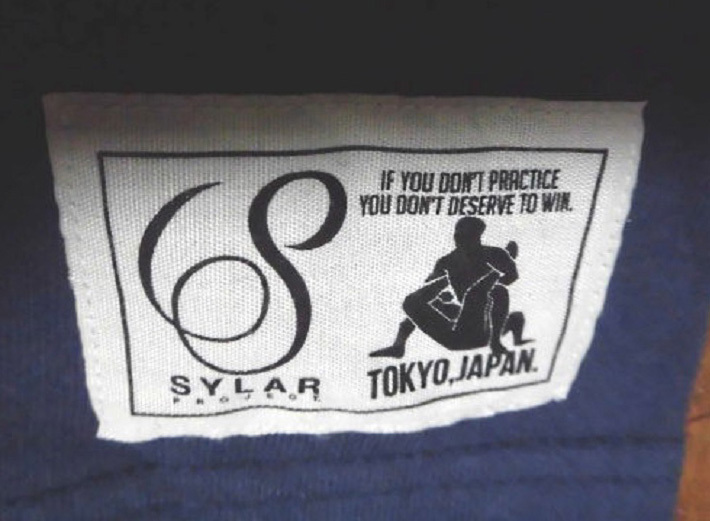 IF YOU DON'T PRACTICE
YOU DON'T DESERVE TO WIN.
SYLAR
PROJECT.
TOKYO,JAPAN.